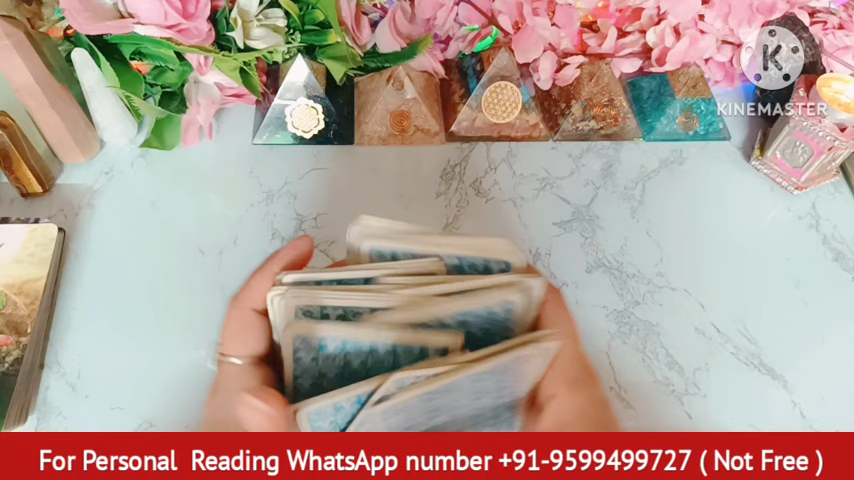 K
KINEMASTER
For Personal Reading WhatsApp number +91-9599499727 ( Not Free )